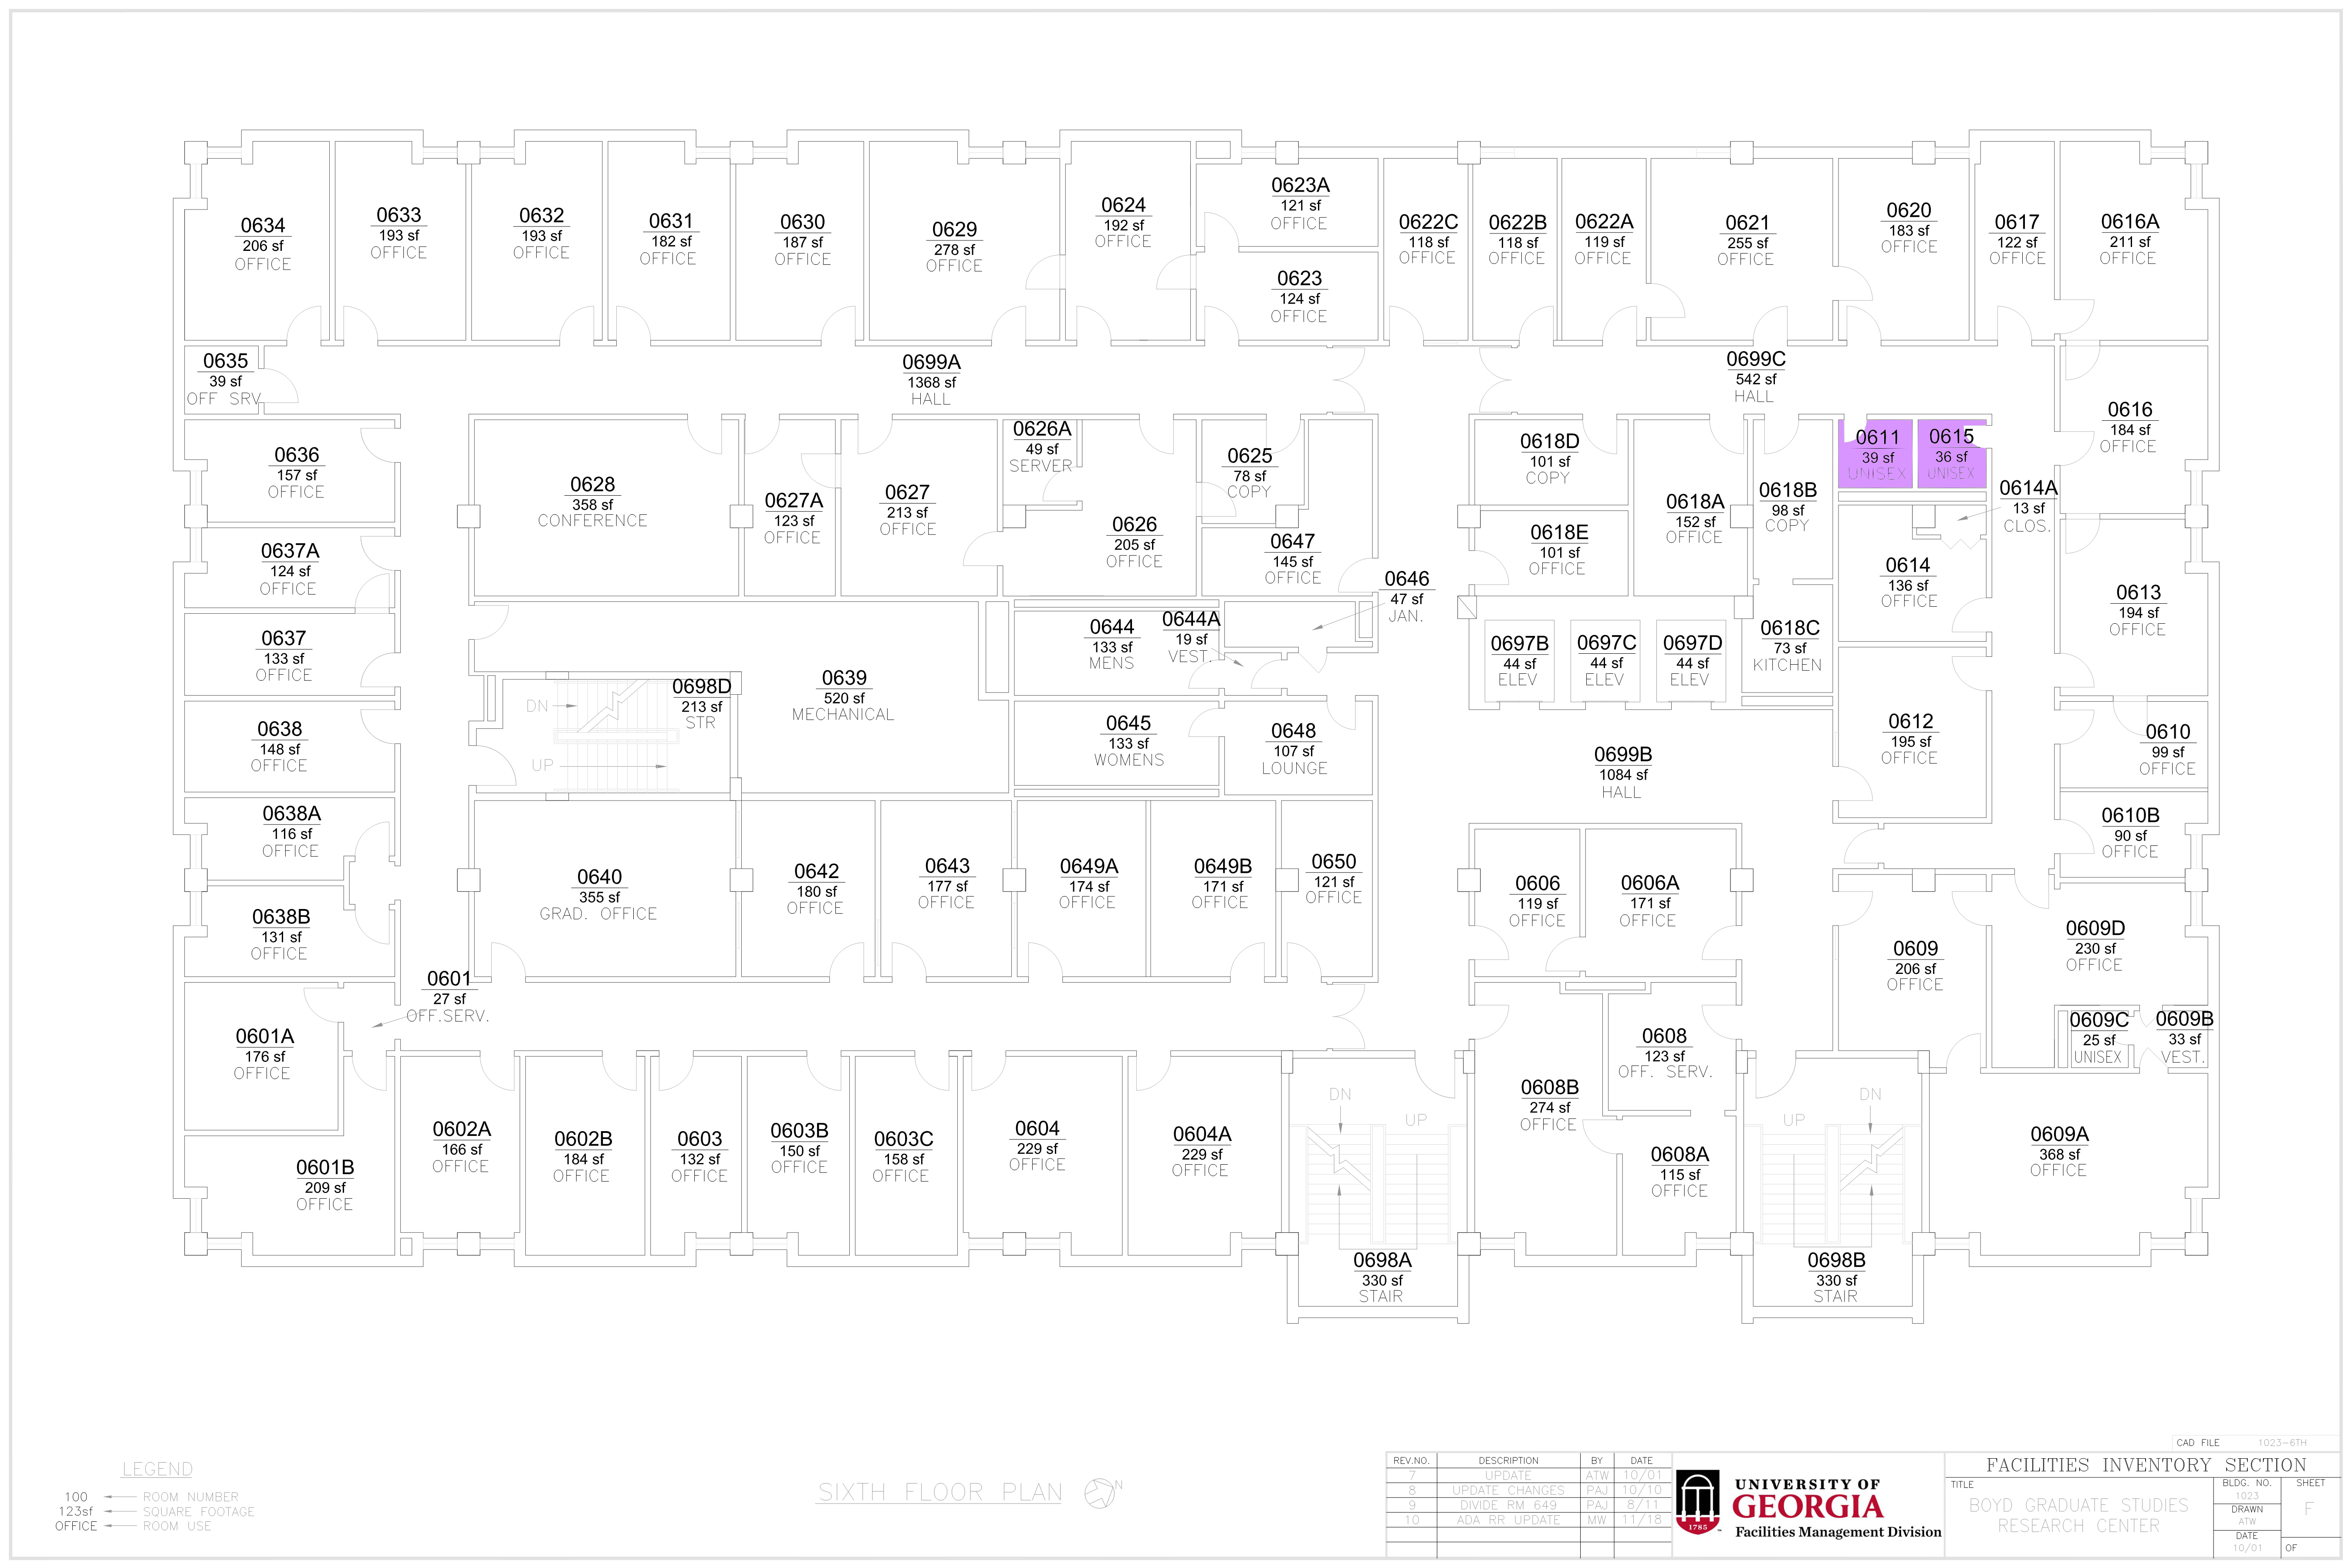 0634
206 sf
OFFICE
0633
193 sf
OFFICE
0632
193 sf
OFFICE
0631
182 sf
OFFICE
0630
187 sf
OFFICE
0629
278 sf
OFFICE
0624
192 sf
OFFICE
0623A
121 sf
OFFICE
0623
124 sf
OFFICE
0622C
118 sf
OFFICE
0622B
118 sf
OFFICE
0622A
119 sf
OFFICE
0621
255 sf
OFFICE
0620
183 sf
OFFICE
0617
122 sf
OFFICE
0616A
211 sf
OFFICE
0635
39 sf
OFF SRV
0699A
1368 sf
HALL
0699C
542 sf
HALL
0616
184 sf
OFFICE
0636
157 sf
OFFICE
0628
358 sf
CONFERENCE
0627A
123 sf
OFFICE
0627
213 sf
OFFICE
0626A
49 sf
SERVER
0626
205 sf
OFFICE
0625
78 sf
COPY
0647
145 sf
OFFICE
0646
47 sf
JAN.
0618D
101 sf
COPY
0618E
101 sf
OFFICE
0618A
152 sf
OFFICE
0618B
98 sf
COPY
0611
39 sf
UNISEX
0615
36 sf
UNISEX
0614A
13 sf
CLOS.
0614
136 sf
OFFICE
0613
194 sf
OFFICE
0637A
124 sf
OFFICE
0637
133 sf
OFFICE
0638
148 sf
OFFICE
0638A
116 sf
OFFICE
0638B
131 sf
OFFICE
DN
UP
0698D
213 sf
STR
0639
520 sf
MECHANICAL
0644
133 sf
MENS
0644A
19 sf
VEST.
0645
133 sf
WOMENS
0648
107 sf
LOUNGE
0697B
44 sf
ELEV
0697C
44 sf
ELEV
0697D
44 sf
ELEV
0618C
73 sf
KITCHEN
0699B
1084 sf
HALL
0612
195 sf
OFFICE
0610
99 sf
OFFICE
0610B
90 sf
OFFICE
0640
355 sf
GRAD. OFFICE
0642
180 sf
OFFICE
0643
177 sf
OFFICE
0649A
174 sf
OFFICE
0649B
171 sf
OFFICE
0650
121 sf
OFFICE
0606
119 sf
OFFICE
0606A
171 sf
OFFICE
0609
206 sf
OFFICE
0609D
230 sf
OFFICE
0609C
25 sf
UNISEX
0609B
33 sf
VEST.
0601
27 sf
OFF.SERV.
0601A
176 sf
OFFICE
0601B
209 sf
OFFICE
0602A
166 sf
OFFICE
0602B
184 sf
OFFICE
0603
132 sf
OFFICE
0603B
150 sf
OFFICE
0603C
158 sf
OFFICE
0604
229 sf
OFFICE
0604A
229 sf
OFFICE
DN
UP
0698A
330 sf
STAIR
0608B
274 sf
OFFICE
0608
123 sf
OFF. SERV.
0608A
115 sf
OFFICE
UP
DN
0698B
330 sf
STAIR
0609A
368 sf
OFFICE
LEGEND
100 ROOM NUMBER
123sf SQUARE FOOTAGE
OFFICE ROOM USE
SIXTH FLOOR PLAN N
CAD FILE 1023-6TH
REV.NO. DESCRIPTION BY DATE
7 UPDATE ATW 10/01
8 UPDATE CHANGES PAJ 10/10
9 DIVIDE RM 649 PAJ 8/11
10 ADA RR UPDATE MW 11/18
1785
UNIVERSITY OF
GEORGIA
Facilities Management Division
FACILITIES INVENTORY SECTION
TITLE
BOYD GRADUATE STUDIES
RESEARCH CENTER
BLDG. NO.
1023
DRAWN
ATW
DATE
10/01
SHEET
F
OF